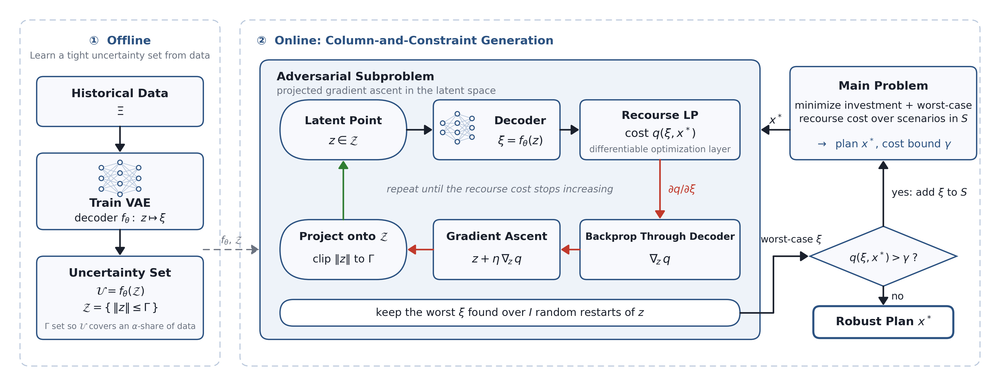 ① Offline
Learn a tight uncertainty set from data
Historical Data
Ξ
Train VAE
decoder f_θ : z ↦ ξ
Uncertainty Set
𝒰 = f_θ(𝒵)
𝒵 = { ‖z‖ ≤ Γ }
Γ set so 𝒰 covers an α-share of data
f_θ, 𝒵
② Online: Column-and-Constraint Generation
Adversarial Subproblem
projected gradient ascent in the latent space
Latent Point
z ∈ 𝒵
Decoder
ξ = f_θ(z)
Recourse LP
cost q(ξ, x*)
differentiable optimization layer
repeat until the recourse cost stops increasing
∂q/∂ξ
Project onto 𝒵
clip ‖z‖ to Γ
Gradient Ascent
z + η ∇_z q
Backprop Through Decoder
∇_z q
keep the worst ξ found over I random restarts of z
x*
Main Problem
minimize investment + worst-case
recourse cost over scenarios in S
→ plan x*, cost bound γ
yes: add ξ to S
worst-case ξ
q(ξ, x*) > γ ?
no
Robust Plan x*